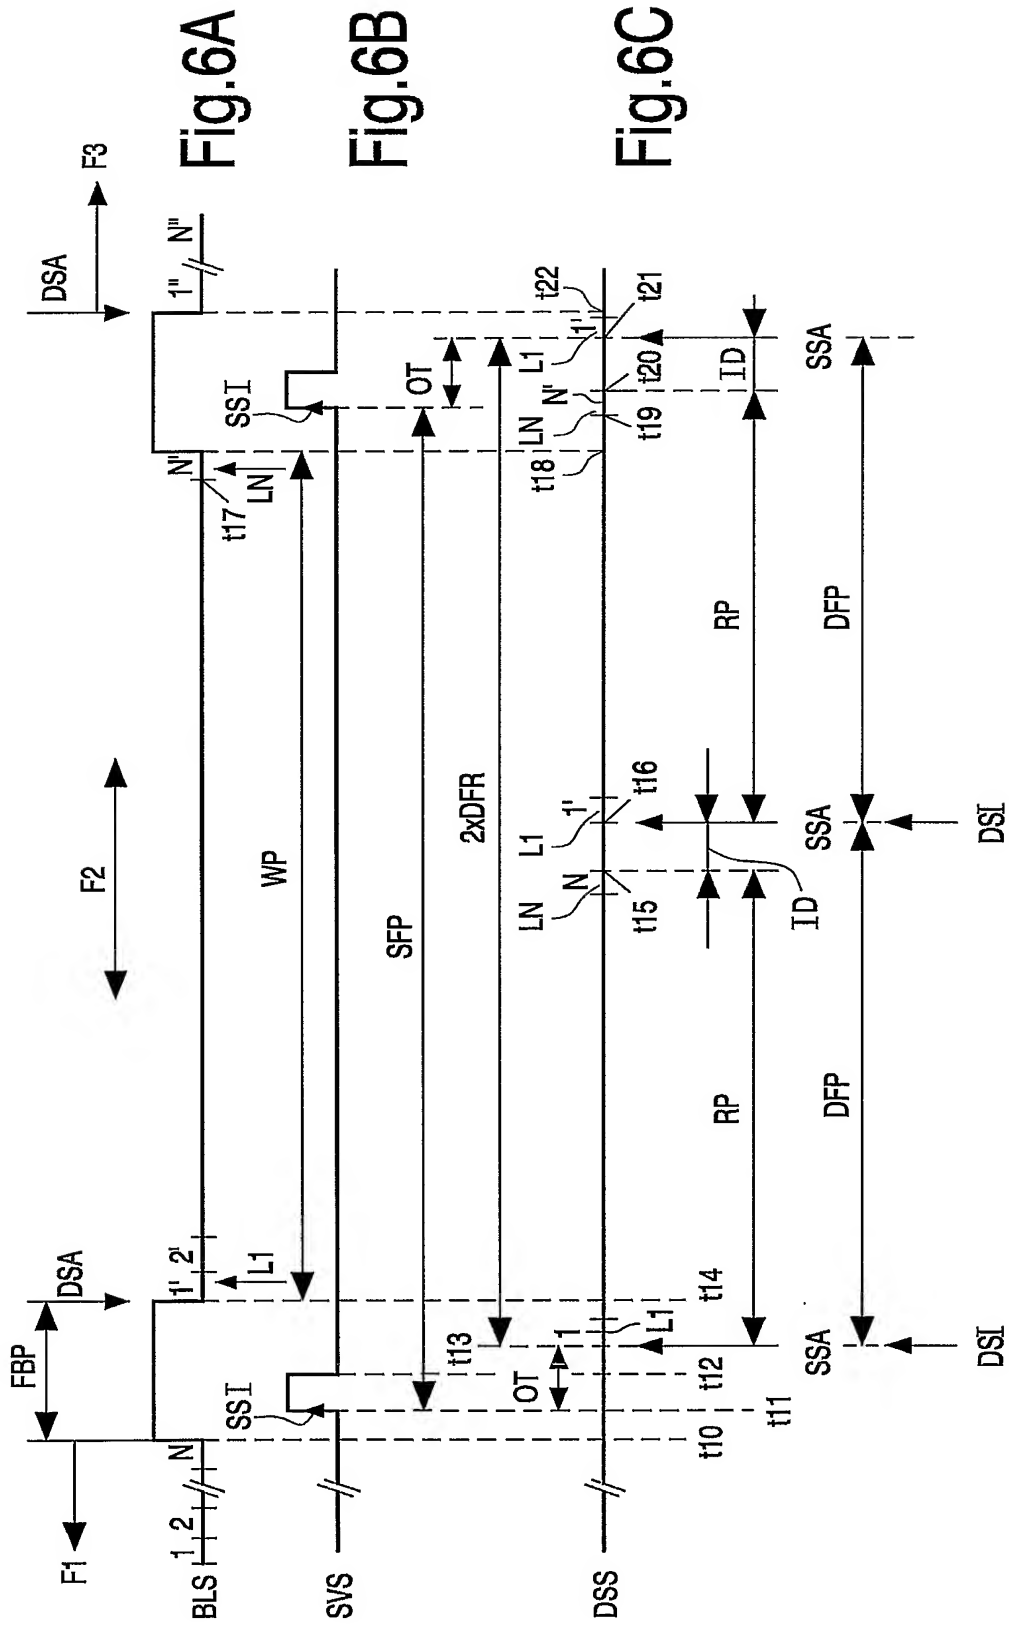 F1
FBP
DSA
F2
DSA
F3
BLS
1
2
N
1'
2'
L1
WP
t17
LN
N'
1"
N"
Fig.6A
SVS
SSI
SFP
SSI
Fig.6B
OT
t13
2xDFR
OT
DSS
1
L1
LN
N
L1
1'
t18
LN
N'
L1
1'
t22
Fig.6C
t10
t11
t12
t14
t15
t16
t19
t20
t21
RP
ID
RP
ID
SSA
DFP
SSA
DFP
SSA
DSI
DSI